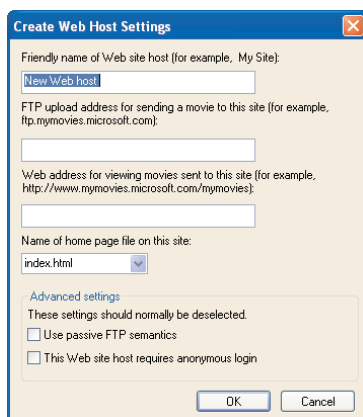 Create Web Host Settings
Friendly name of Web site host (for example, My Site):
New Web host
FTP upload address for sending a movie to this site (for example,
ftp.mymovies.microsoft.com):
Web address for viewing movies sent to this site (for example,
http://www.mymovies.microsoft.com/mymovies):
Name of home page file on this site:
index.html
Advanced settings
These settings should normally be deselected.
Use passive FTP semantics
This Web site host requires anonymous login
OK Cancel